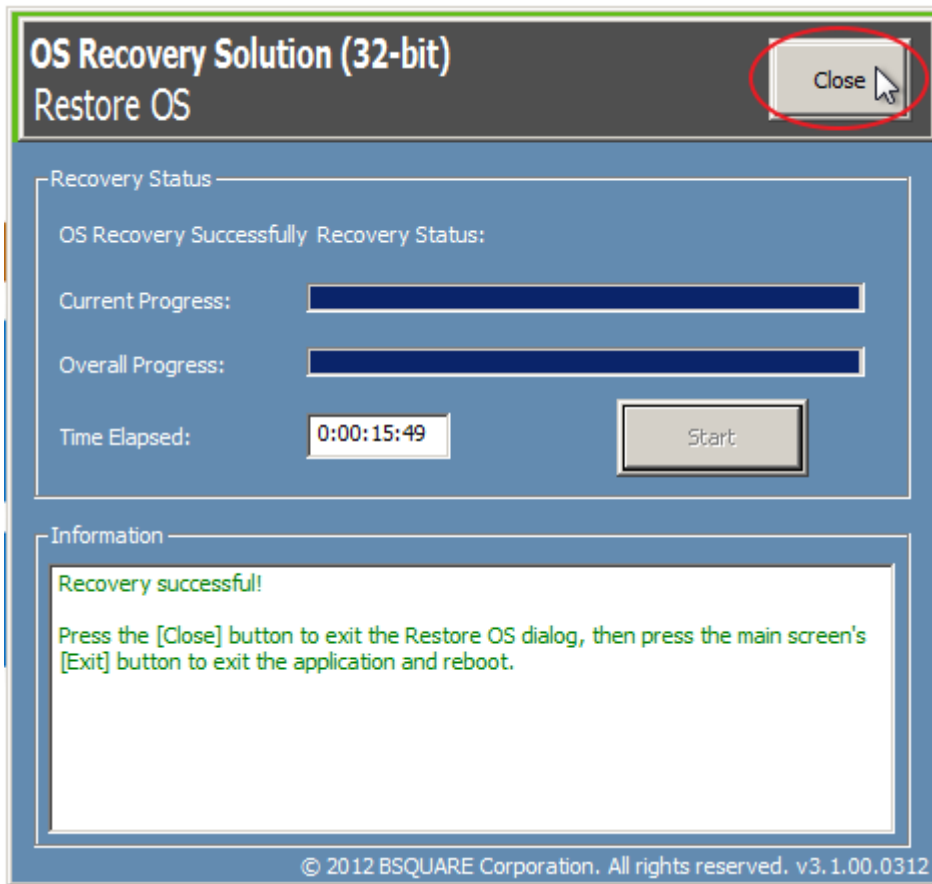 OS Recovery Solution (32-bit)
Restore OS
Close
Recovery Status
OS Recovery Successfully Recovery Status:
Current Progress:
Overall Progress:
Time Elapsed:
0:00:15:49
Start
Information
Recovery successful!
Press the [Close] button to exit the Restore OS dialog, then press the main screen's
[Exit] button to exit the application and reboot.
© 2012 BSQUARE Corporation. All rights reserved. v3.1.00.0312